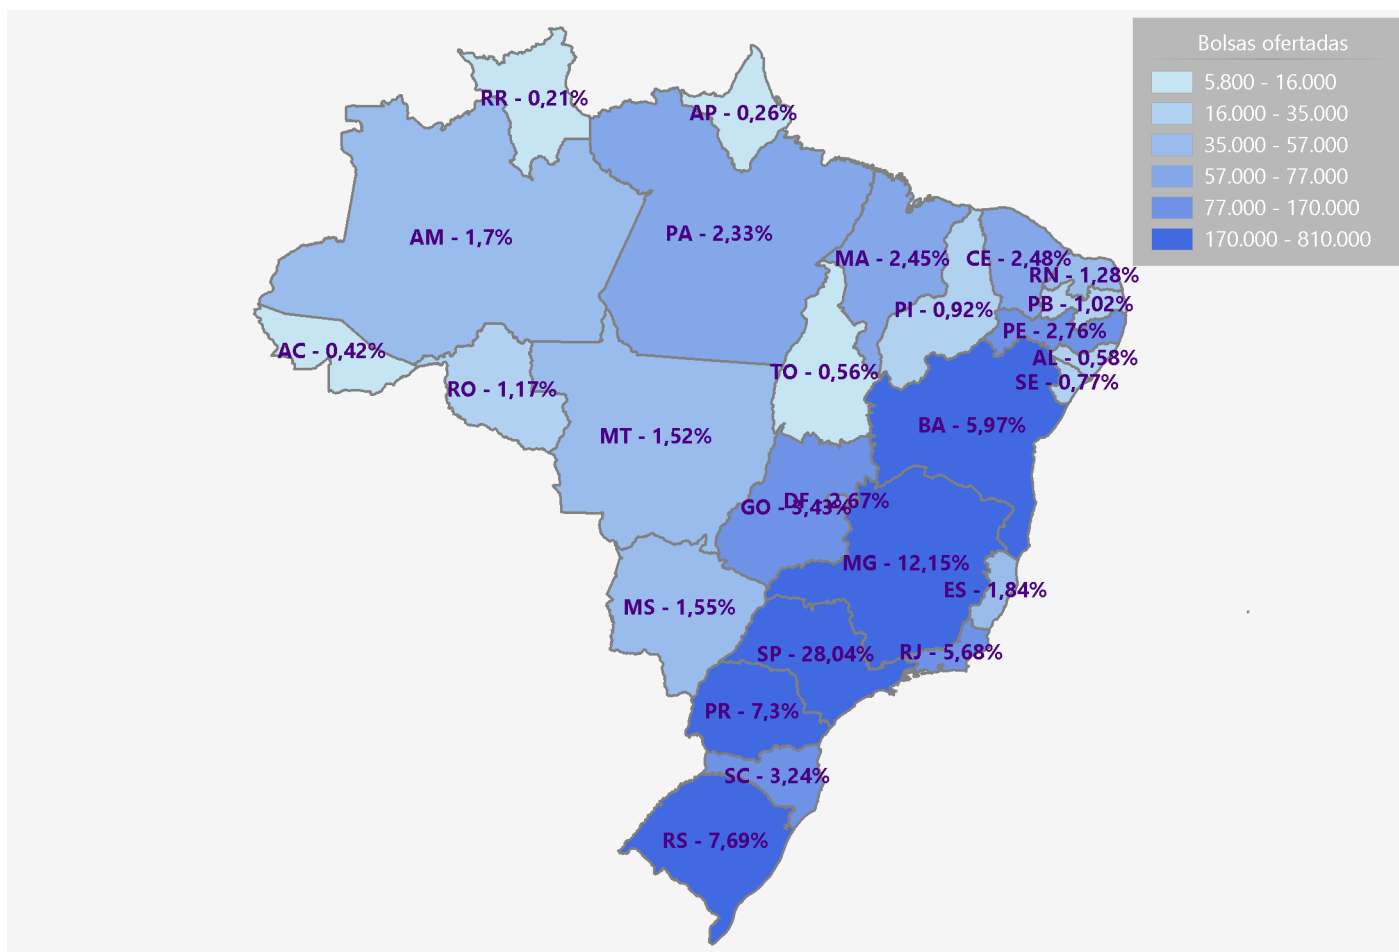 Bolsas ofertadas
5.800 - 16.000
16.000 - 35.000
35.000 - 57.000
57.000 - 77.000
77.000 - 170.000
170.000 - 810.000
RR - 0,21%
AP - 0,26%
AM - 1,7%
PA - 2,33%
MA - 2,45%
CE - 2,48%
RN - 1,28%
PI - 0,92%
PB - 1,02%
PE - 2,76%
AC - 0,42%
AL - 0,58%
TO - 0,56%
SE - 0,77%
RO - 1,17%
BA - 5,97%
MT - 1,52%
DF - 2,67%
GO - 3,43%
MG - 12,15%
ES - 1,84%
MS - 1,55%
SP - 28,04%
RJ - 5,68%
PR - 7,3%
SC - 3,24%
RS - 7,69%